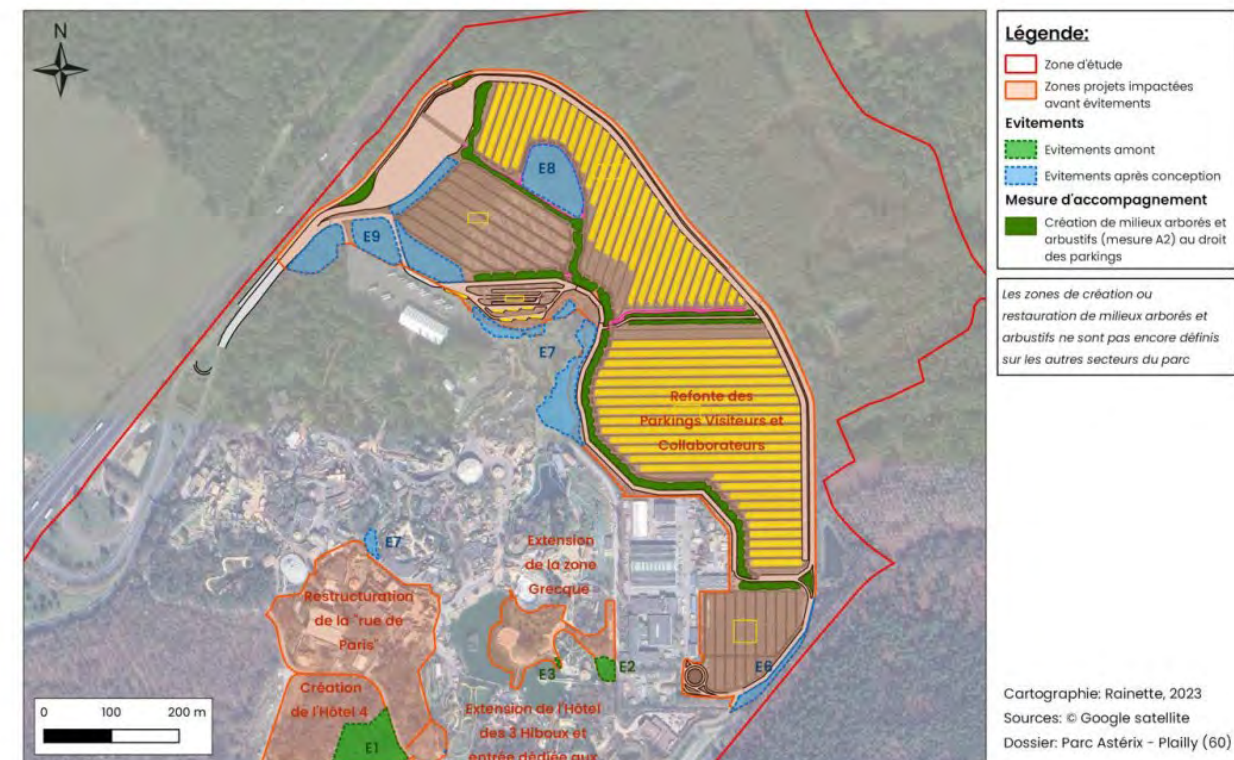 N
E8
E9
E7
Refonte des
Parkings Visiteurs et
Collaborateurs
E7
Extension
de la zone
Grecque
Restructuration
de la "rue de
Paris"
E3
E2
E6
Création
de l'Hôtel 4
E1
Extension de l'Hôtel
des 3 Hiboux et
entrée dédiée aux
0 100 200 m
Légende:
Zone d'étude
Zones projets impactées
avant évitements
Evitements
Evitements amont
Evitements après conception
Mesure d'accompagnement
Création de milieux arborés et
arbustifs (mesure A2) au droit
des parkings
Les zones de création ou
restauration de milieux arborés et
arbustifs ne sont pas encore définis
sur les autres secteurs du parc
Cartographie: Rainette, 2023
Sources: © Google satellite
Dossier: Parc Astérix - Plailly (60)